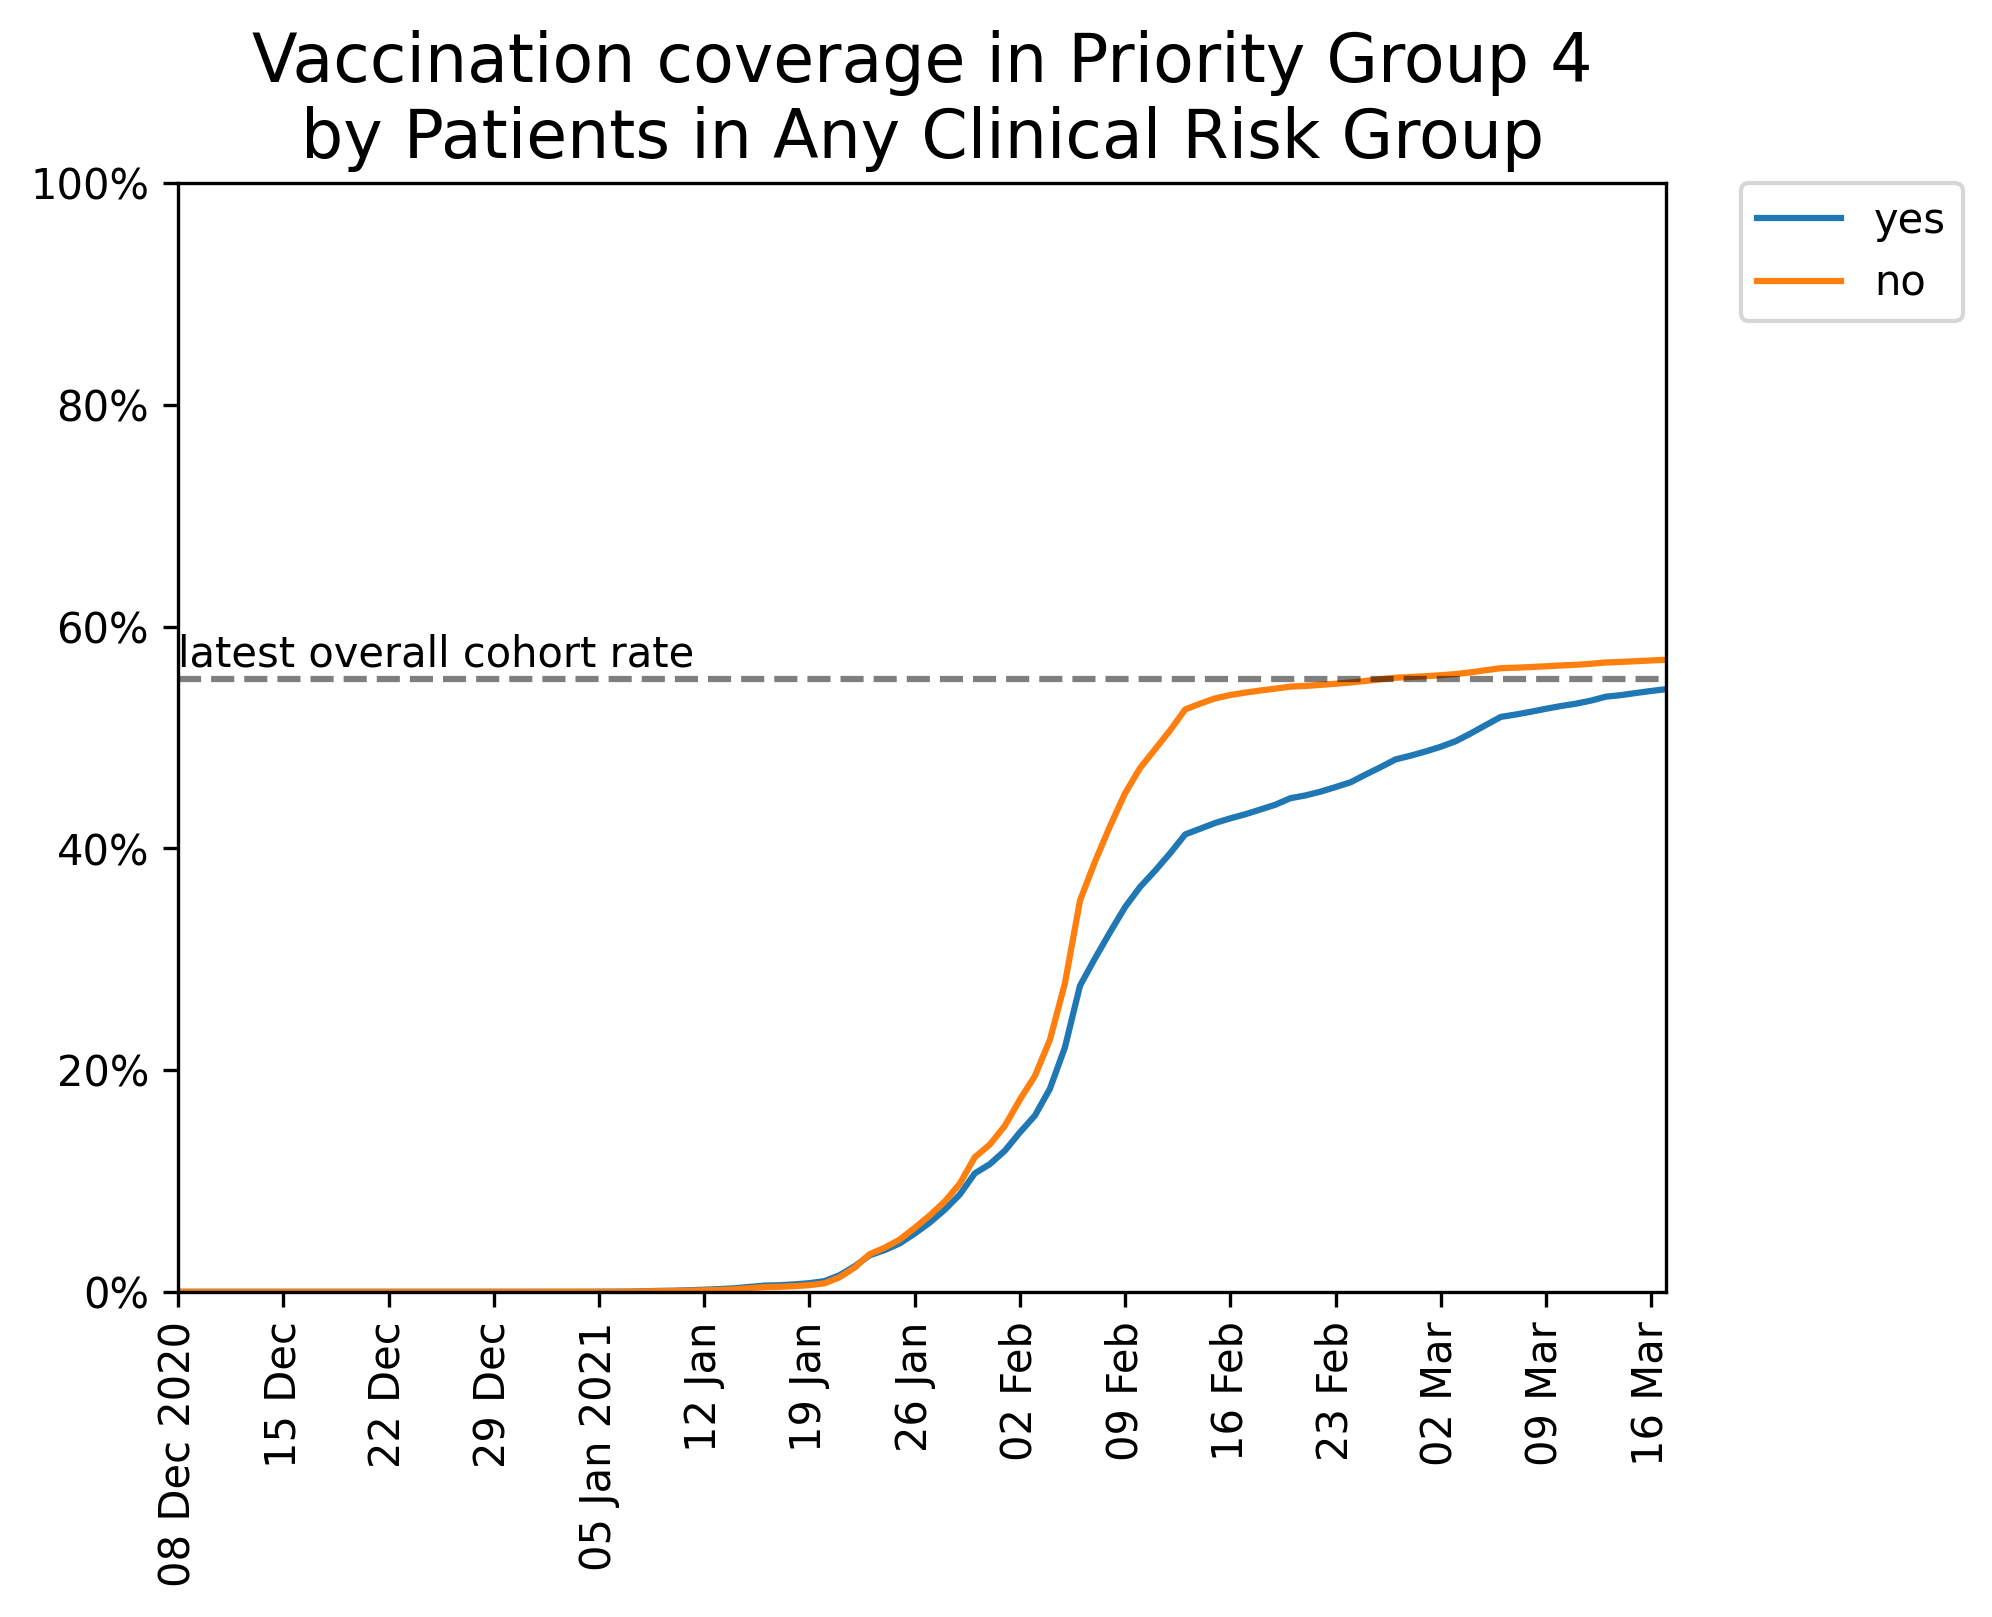 Vaccination coverage in Priority Group 4
by Patients in Any Clinical Risk Group
100%
80%
60%
40%
20%
0%
latest overall cohort rate
yes
no
08 Dec 2020
15 Dec
22 Dec
29 Dec
05 Jan 2021
12 Jan
19 Jan
26 Jan
02 Feb
09 Feb
16 Feb
23 Feb
02 Mar
09 Mar
16 Mar